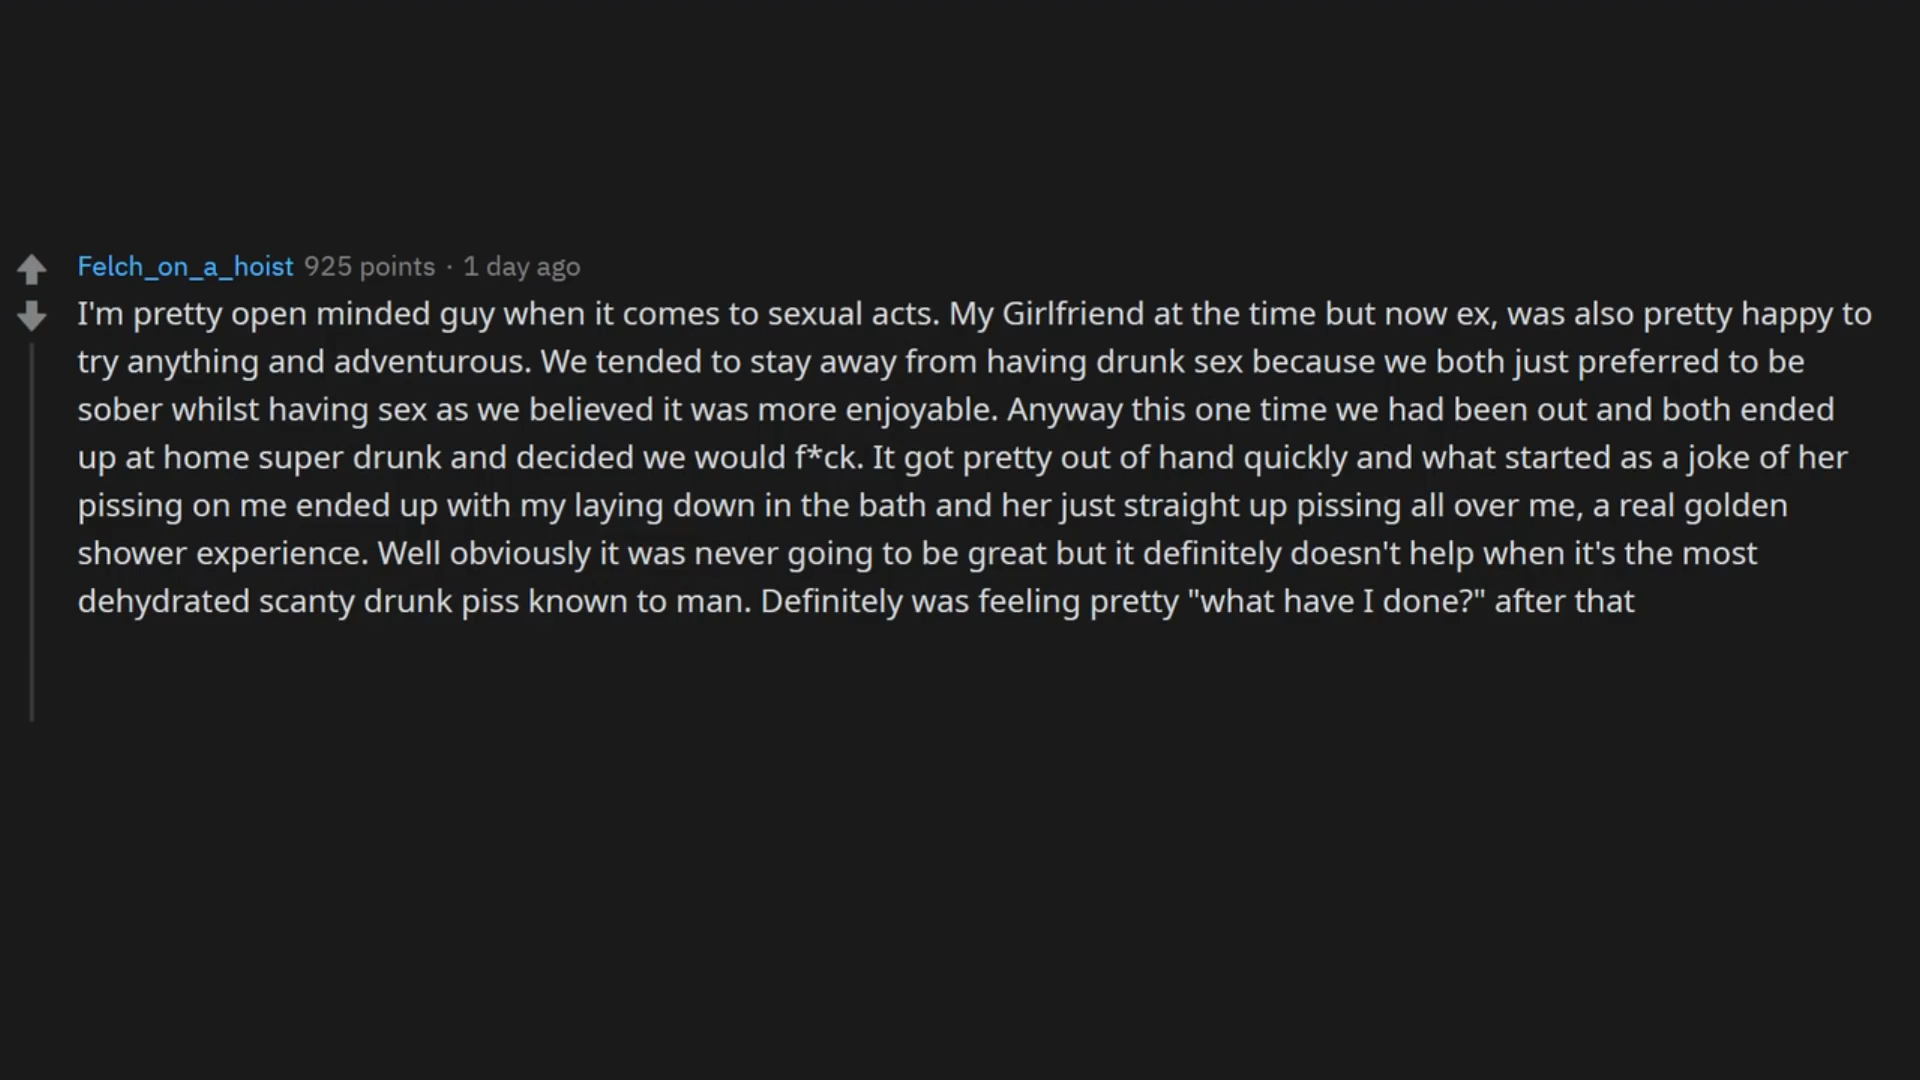 Felch_on_a_hoist 925 points · 1 day ago
I'm pretty open minded guy when it comes to sexual acts. My Girlfriend at the time but now ex, was also pretty happy to
try anything and adventurous. We tended to stay away from having drunk sex because we both just preferred to be
sober whilst having sex as we believed it was more enjoyable. Anyway this one time we had been out and both ended
up at home super drunk and decided we would f*ck. It got pretty out of hand quickly and what started as a joke of her
pissing on me ended up with my laying down in the bath and her just straight up pissing all over me, a real golden
shower experience. Well obviously it was never going to be great but it definitely doesn't help when it's the most
dehydrated scanty drunk piss known to man. Definitely was feeling pretty "what have I done?" after that